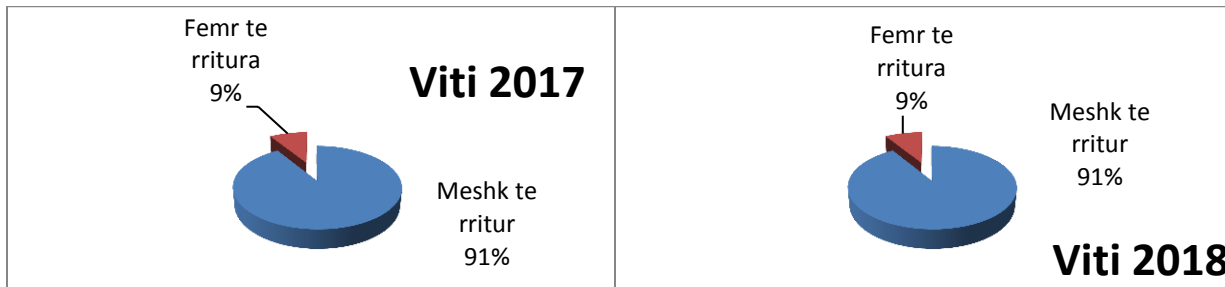 Femr te
rritura
9%
Viti 2017
Meshk te
rritur
91%
Femr te
rritura
9%
Meshk te
rritur
91%
Viti 2018